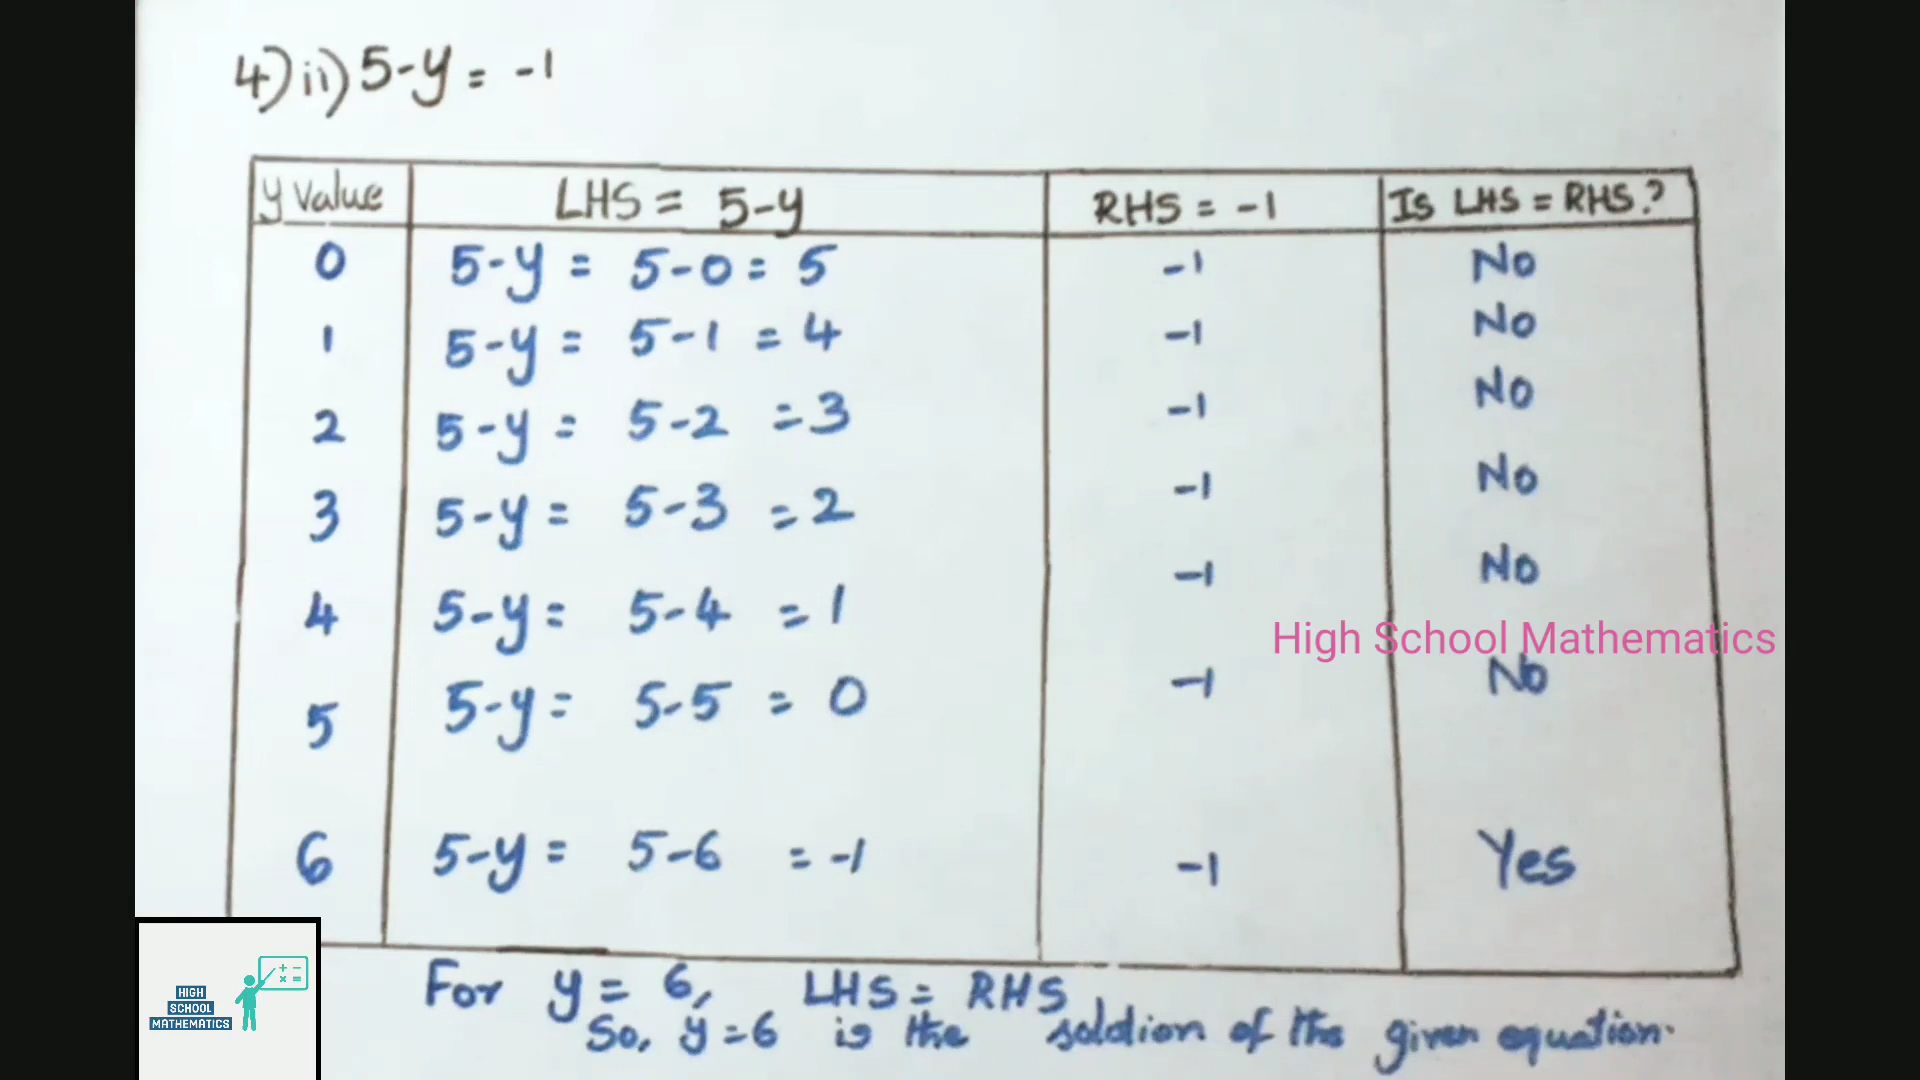 4) ii) 5-y = -1
y Value LHS = 5-y RHS = -1 Is LHS = RHS?
0 5-y = 5-0 = 5 -1 No
1 5-y = 5-1 = 4 -1 No
2 5-y = 5-2 = 3 -1 No
3 5-y = 5-3 = 2 -1 No
4 5-y = 5-4 = 1 -1 No
High School Mathematics
5 5-y = 5-5 = 0 -1 No
6 5-y = 5-6 = -1 -1 Yes
For y = 6, LHS = RHS
So, y = 6 is the solution of the given equation.
HIGH
SCHOOL
MATHEMATICS